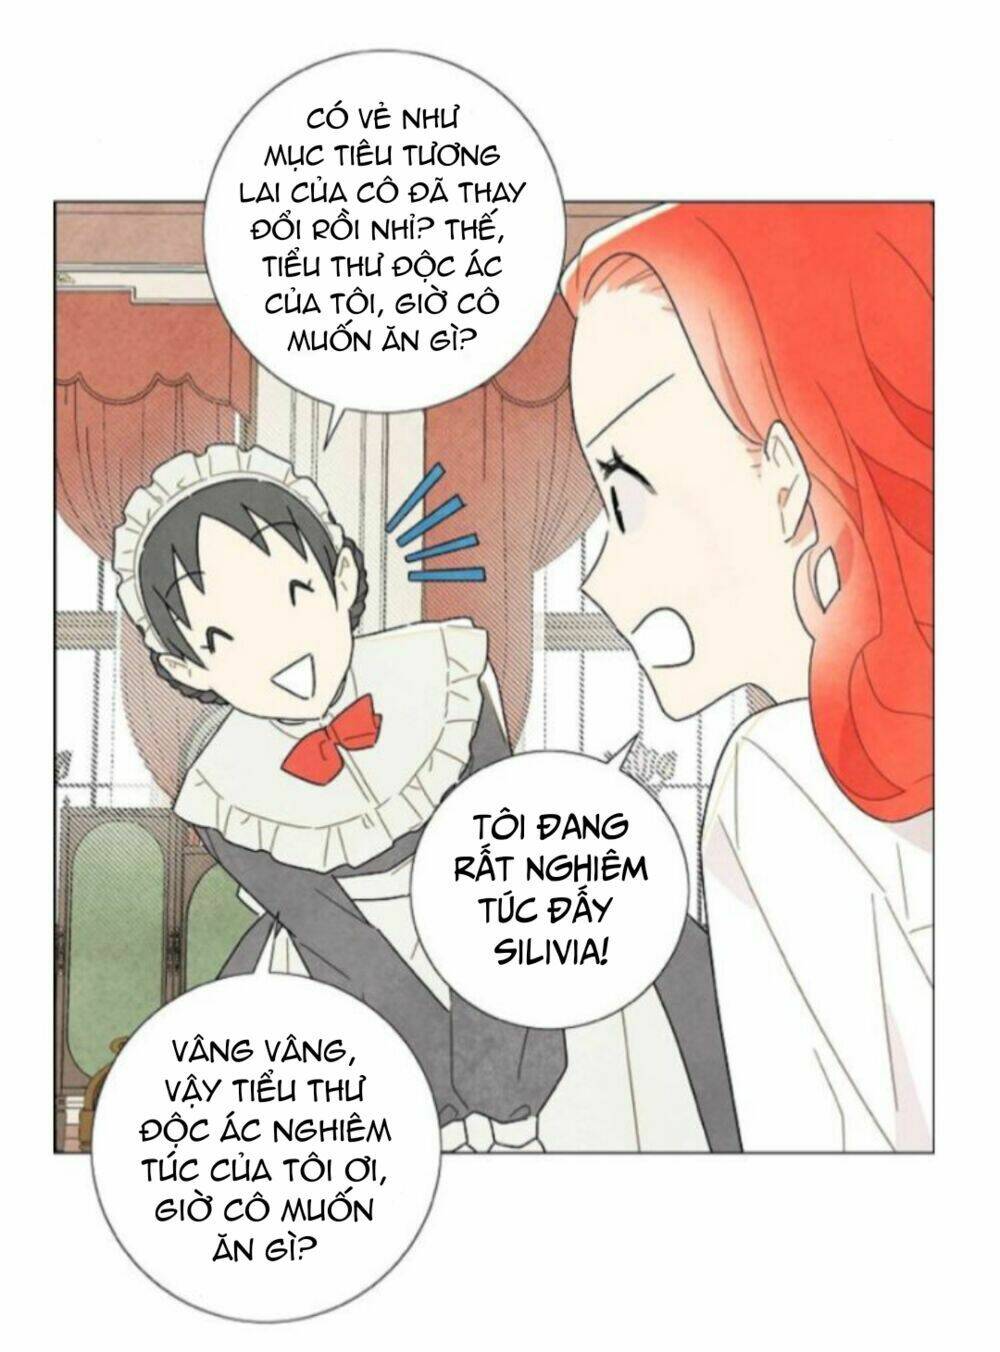 CÓ VẺ NHƯ
MỤC TIÊU TƯƠNG
LAI CỦA CÔ ĐÃ THAY
ĐỔI RỒI NHỈ? THẾ,
TIỂU THƯ ĐỘC ÁC
CỦA TÔI, GIỜ CÔ
MUỐN ĂN GÌ?
TÔI ĐANG
RẤT NGHIÊM
TÚC ĐẤY
SILIVIA!
VÂNG VÂNG,
VẬY TIỂU THƯ
ĐỘC ÁC NGHIÊM
TÚC CỦA TÔI ƠI,
GIỜ CÔ MUỐN
ĂN GÌ?